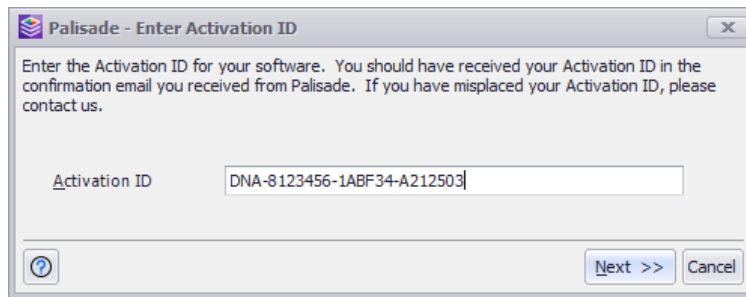 Palisade - Enter Activation ID
Enter the Activation ID for your software. You should have received your Activation ID in the
confirmation email you received from Palisade. If you have misplaced your Activation ID, please
contact us.
Activation ID DNA-8123456-1ABF34-A212503
Next >> Cancel